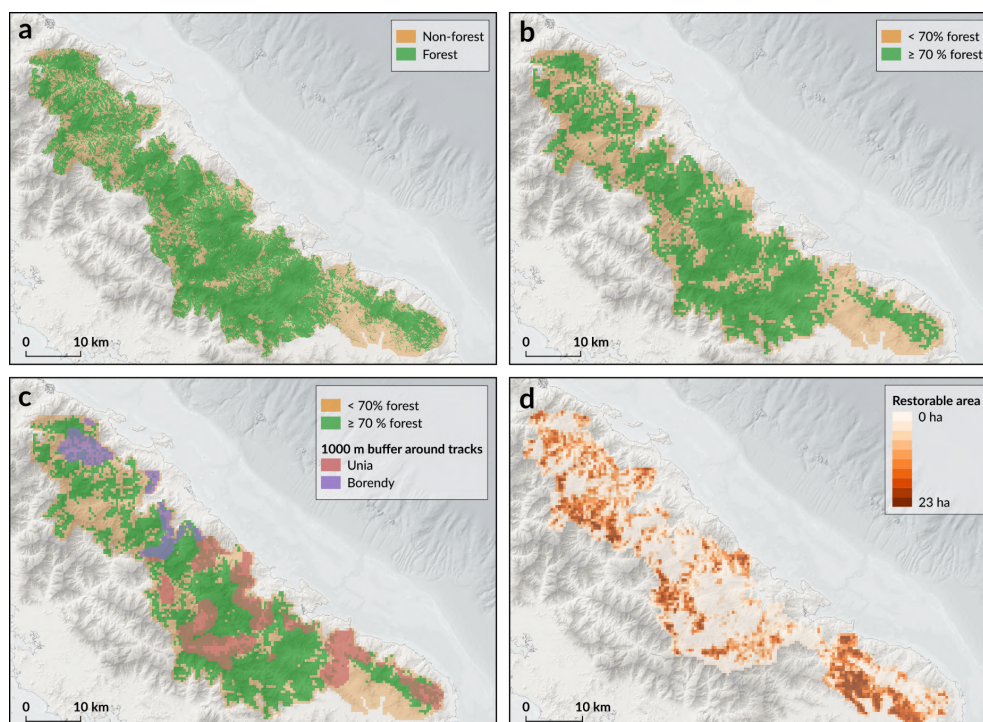 a
Non-forest
Forest
0 10 km
b
< 70% forest
≥ 70 % forest
0 10 km
c
< 70% forest
≥ 70 % forest
1000 m buffer around tracks
Unia
Borendy
0 10 km
d
Restorable area
0 ha
23 ha
0 10 km